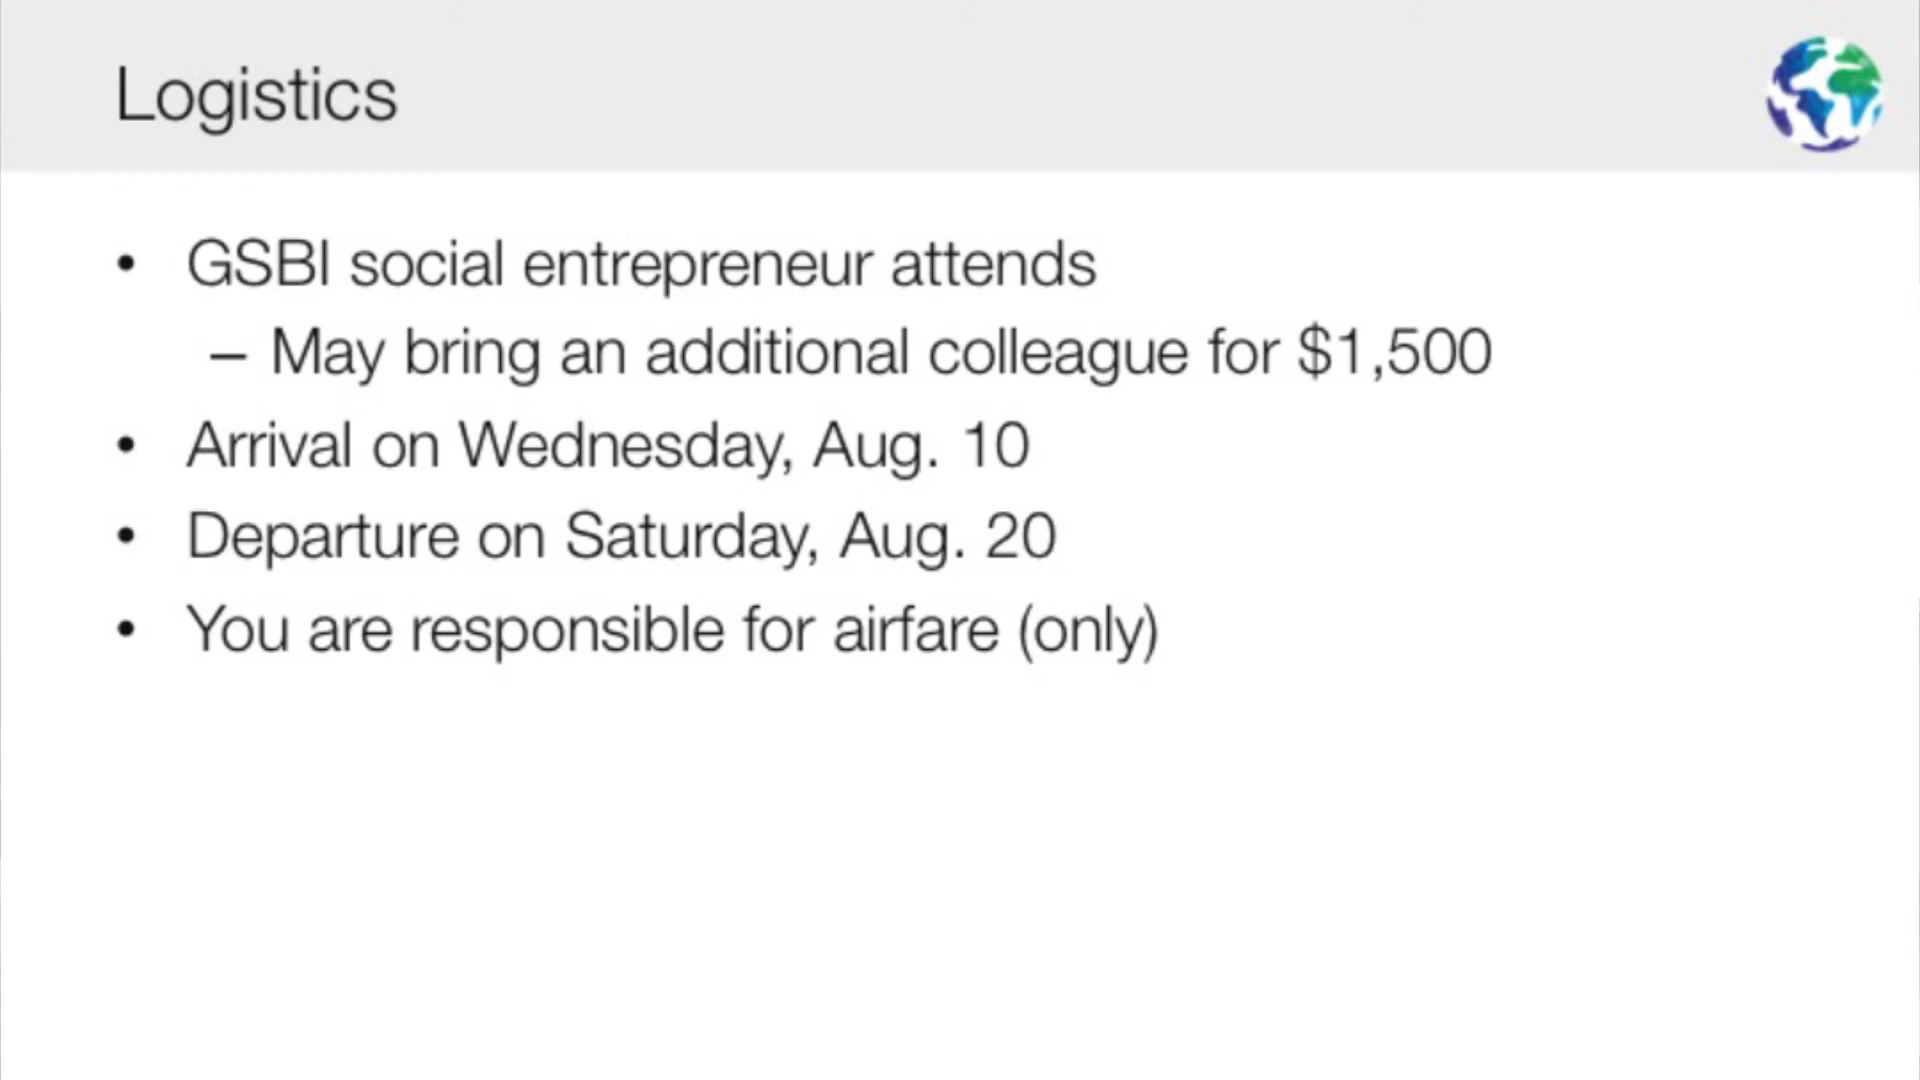 Logistics
• GSBI social entrepreneur attends
– May bring an additional colleague for $1,500
• Arrival on Wednesday, Aug. 10
• Departure on Saturday, Aug. 20
• You are responsible for airfare (only)